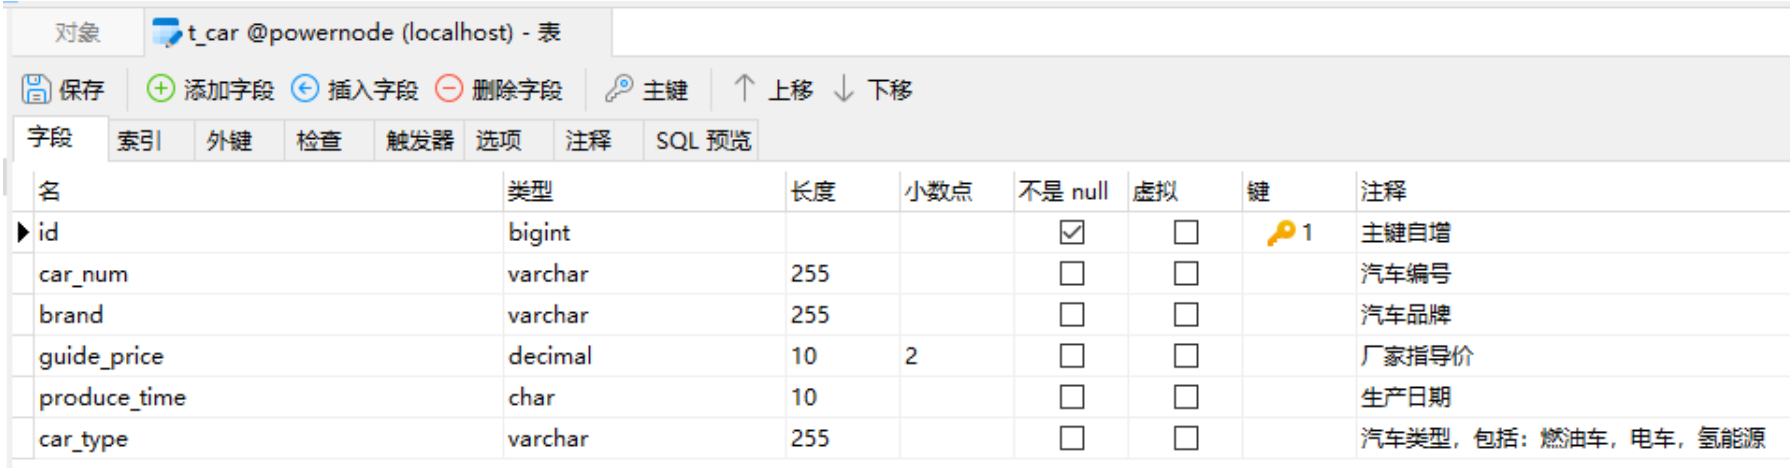 对象 t_car @powernode (localhost) - 表
保存 添加字段 插入字段 删除字段 主键 上移 下移
字段 索引 外键 检查 触发器 选项 注释 SQL 预览
名 类型 长度 小数点 不是 null 虚拟 键 注释
id bigint 1 主键自增
car_num varchar 255 汽车编号
brand varchar 255 汽车品牌
guide_price decimal 10 2 厂家指导价
produce_time char 10 生产日期
car_type varchar 255 汽车类型，包括：燃油车，电车，氢能源